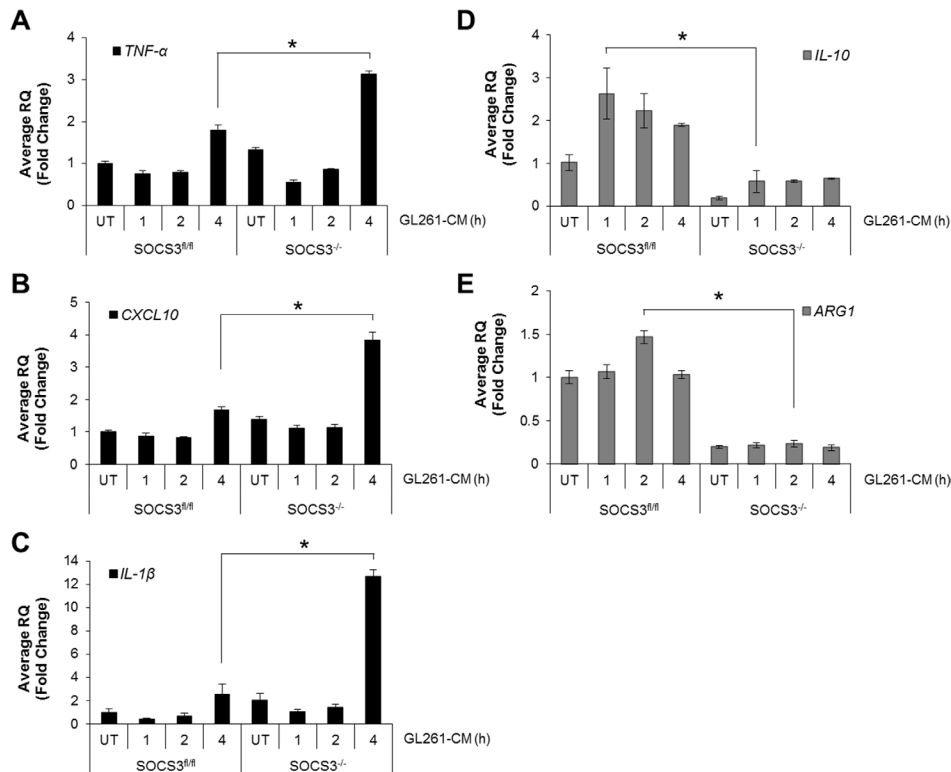 A
TNF-α
Average RQ
(Fold Change)
4
3
2
1
0
*
UT 1 2 4 UT 1 2 4 GL261-CM (h)
SOCS3fl/fl SOCS3-/-
B
CXCL10
Average RQ
(Fold Change)
5
4
3
2
1
0
*
UT 1 2 4 UT 1 2 4 GL261-CM (h)
SOCS3fl/fl SOCS3-/-
C
IL-1β
Average RQ
(Fold Change)
14
12
10
8
6
4
2
0
*
UT 1 2 4 UT 1 2 4 GL261-CM (h)
SOCS3fl/fl SOCS3-/-
D
IL-10
Average RQ
(Fold Change)
4
3
2
1
0
*
UT 1 2 4 UT 1 2 4 GL261-CM (h)
SOCS3fl/fl SOCS3-/-
E
ARG1
Average RQ
(Fold Change)
2
1.5
1
0.5
0
*
UT 1 2 4 UT 1 2 4 GL261-CM (h)
SOCS3fl/fl SOCS3-/-